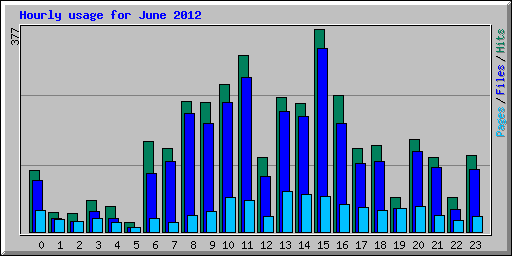 Hourly usage for June 2012
377
Pages / Files / Hits
0 1 2 3 4 5 6 7 8 9 10 11 12 13 14 15 16 17 18 19 20 21 22 23